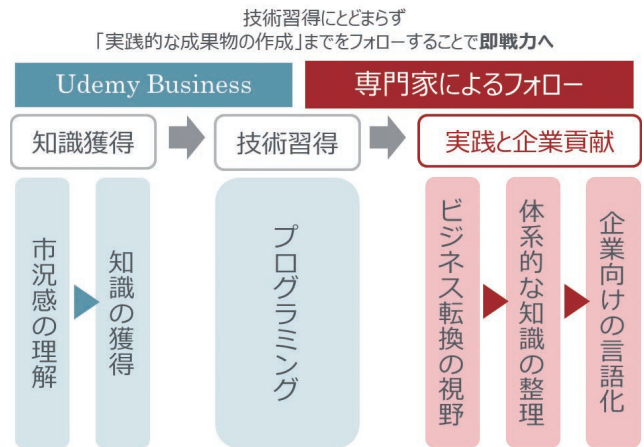 技術習得にとどまらず
「実践的な成果物の作成」までをフォローすることで即戦力へ
Udemy Business
専門家によるフォロー
知識獲得
技術習得
実践と企業貢献
市況感の理解
知識の獲得
プログラミング
ビジネス転換の視野
体系的な知識の整理
企業向けの言語化